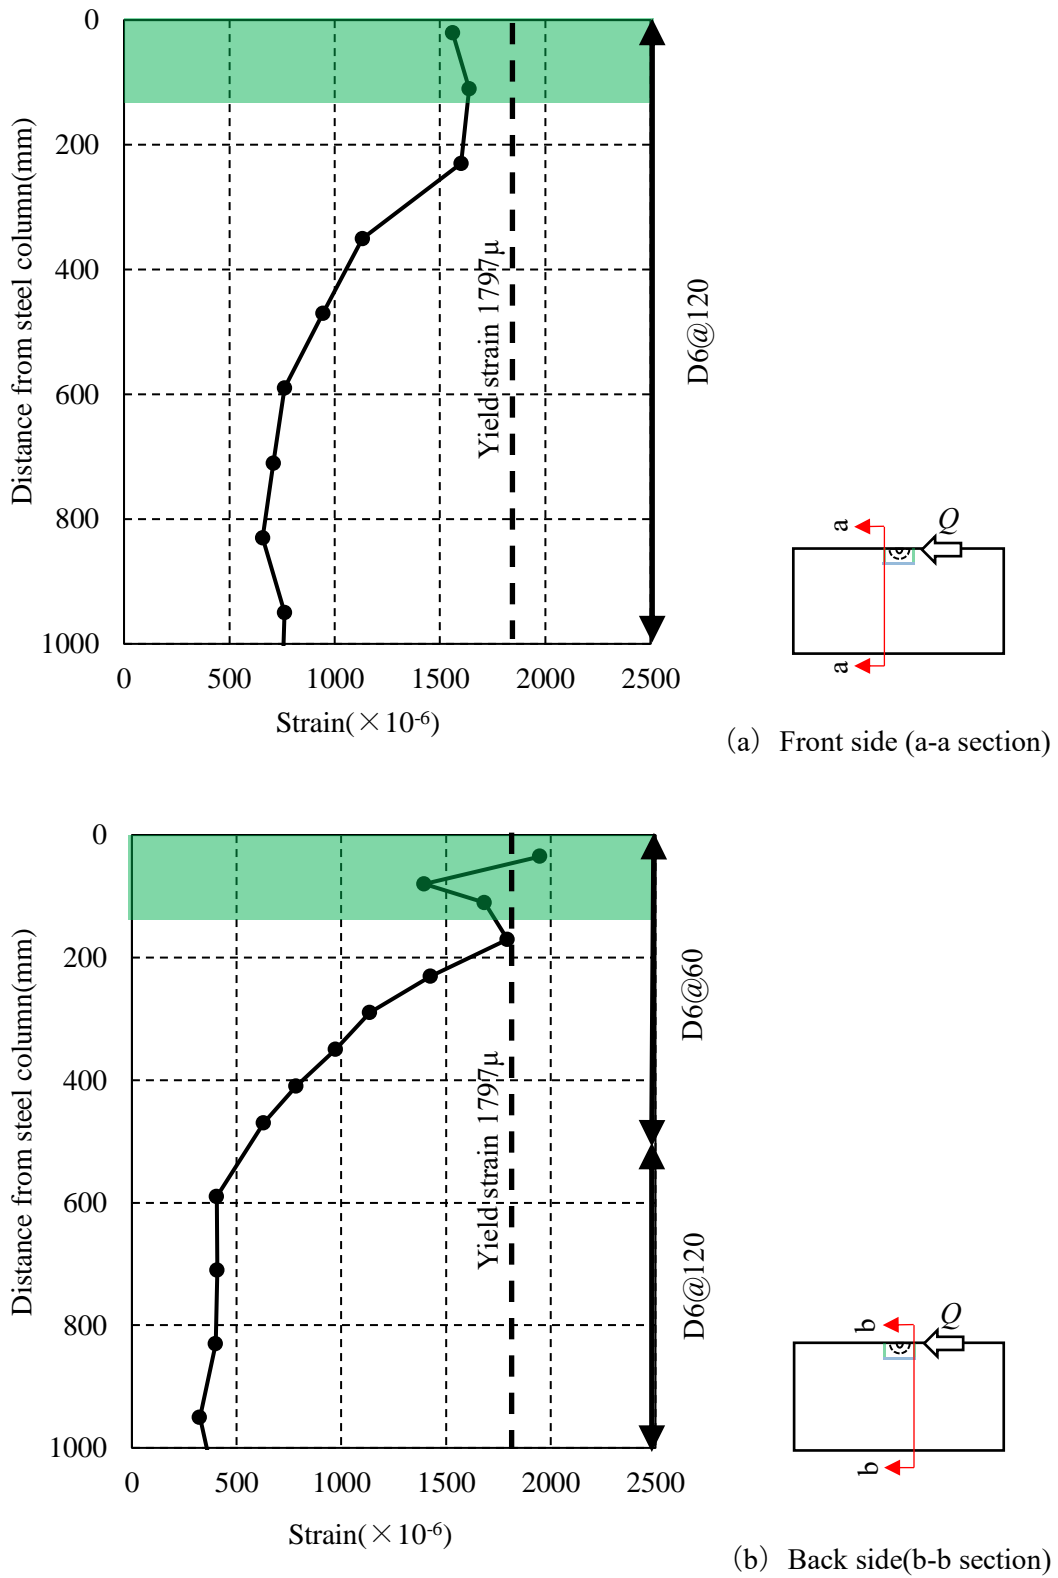 0
200
400
600
800
1000
Distance from steel column(mm)
Yield strain 1797μ
D6@120
0 500 1000 1500 2000 2500
Strain(×10-6)
a
Q
a
(a) Front side (a-a section)
0
200
400
600
800
1000
Distance from steel column(mm)
Yield strain 1797μ
D6@60
D6@120
0 500 1000 1500 2000 2500
Strain(×10-6)
b
Q
b
(b) Back side(b-b section)